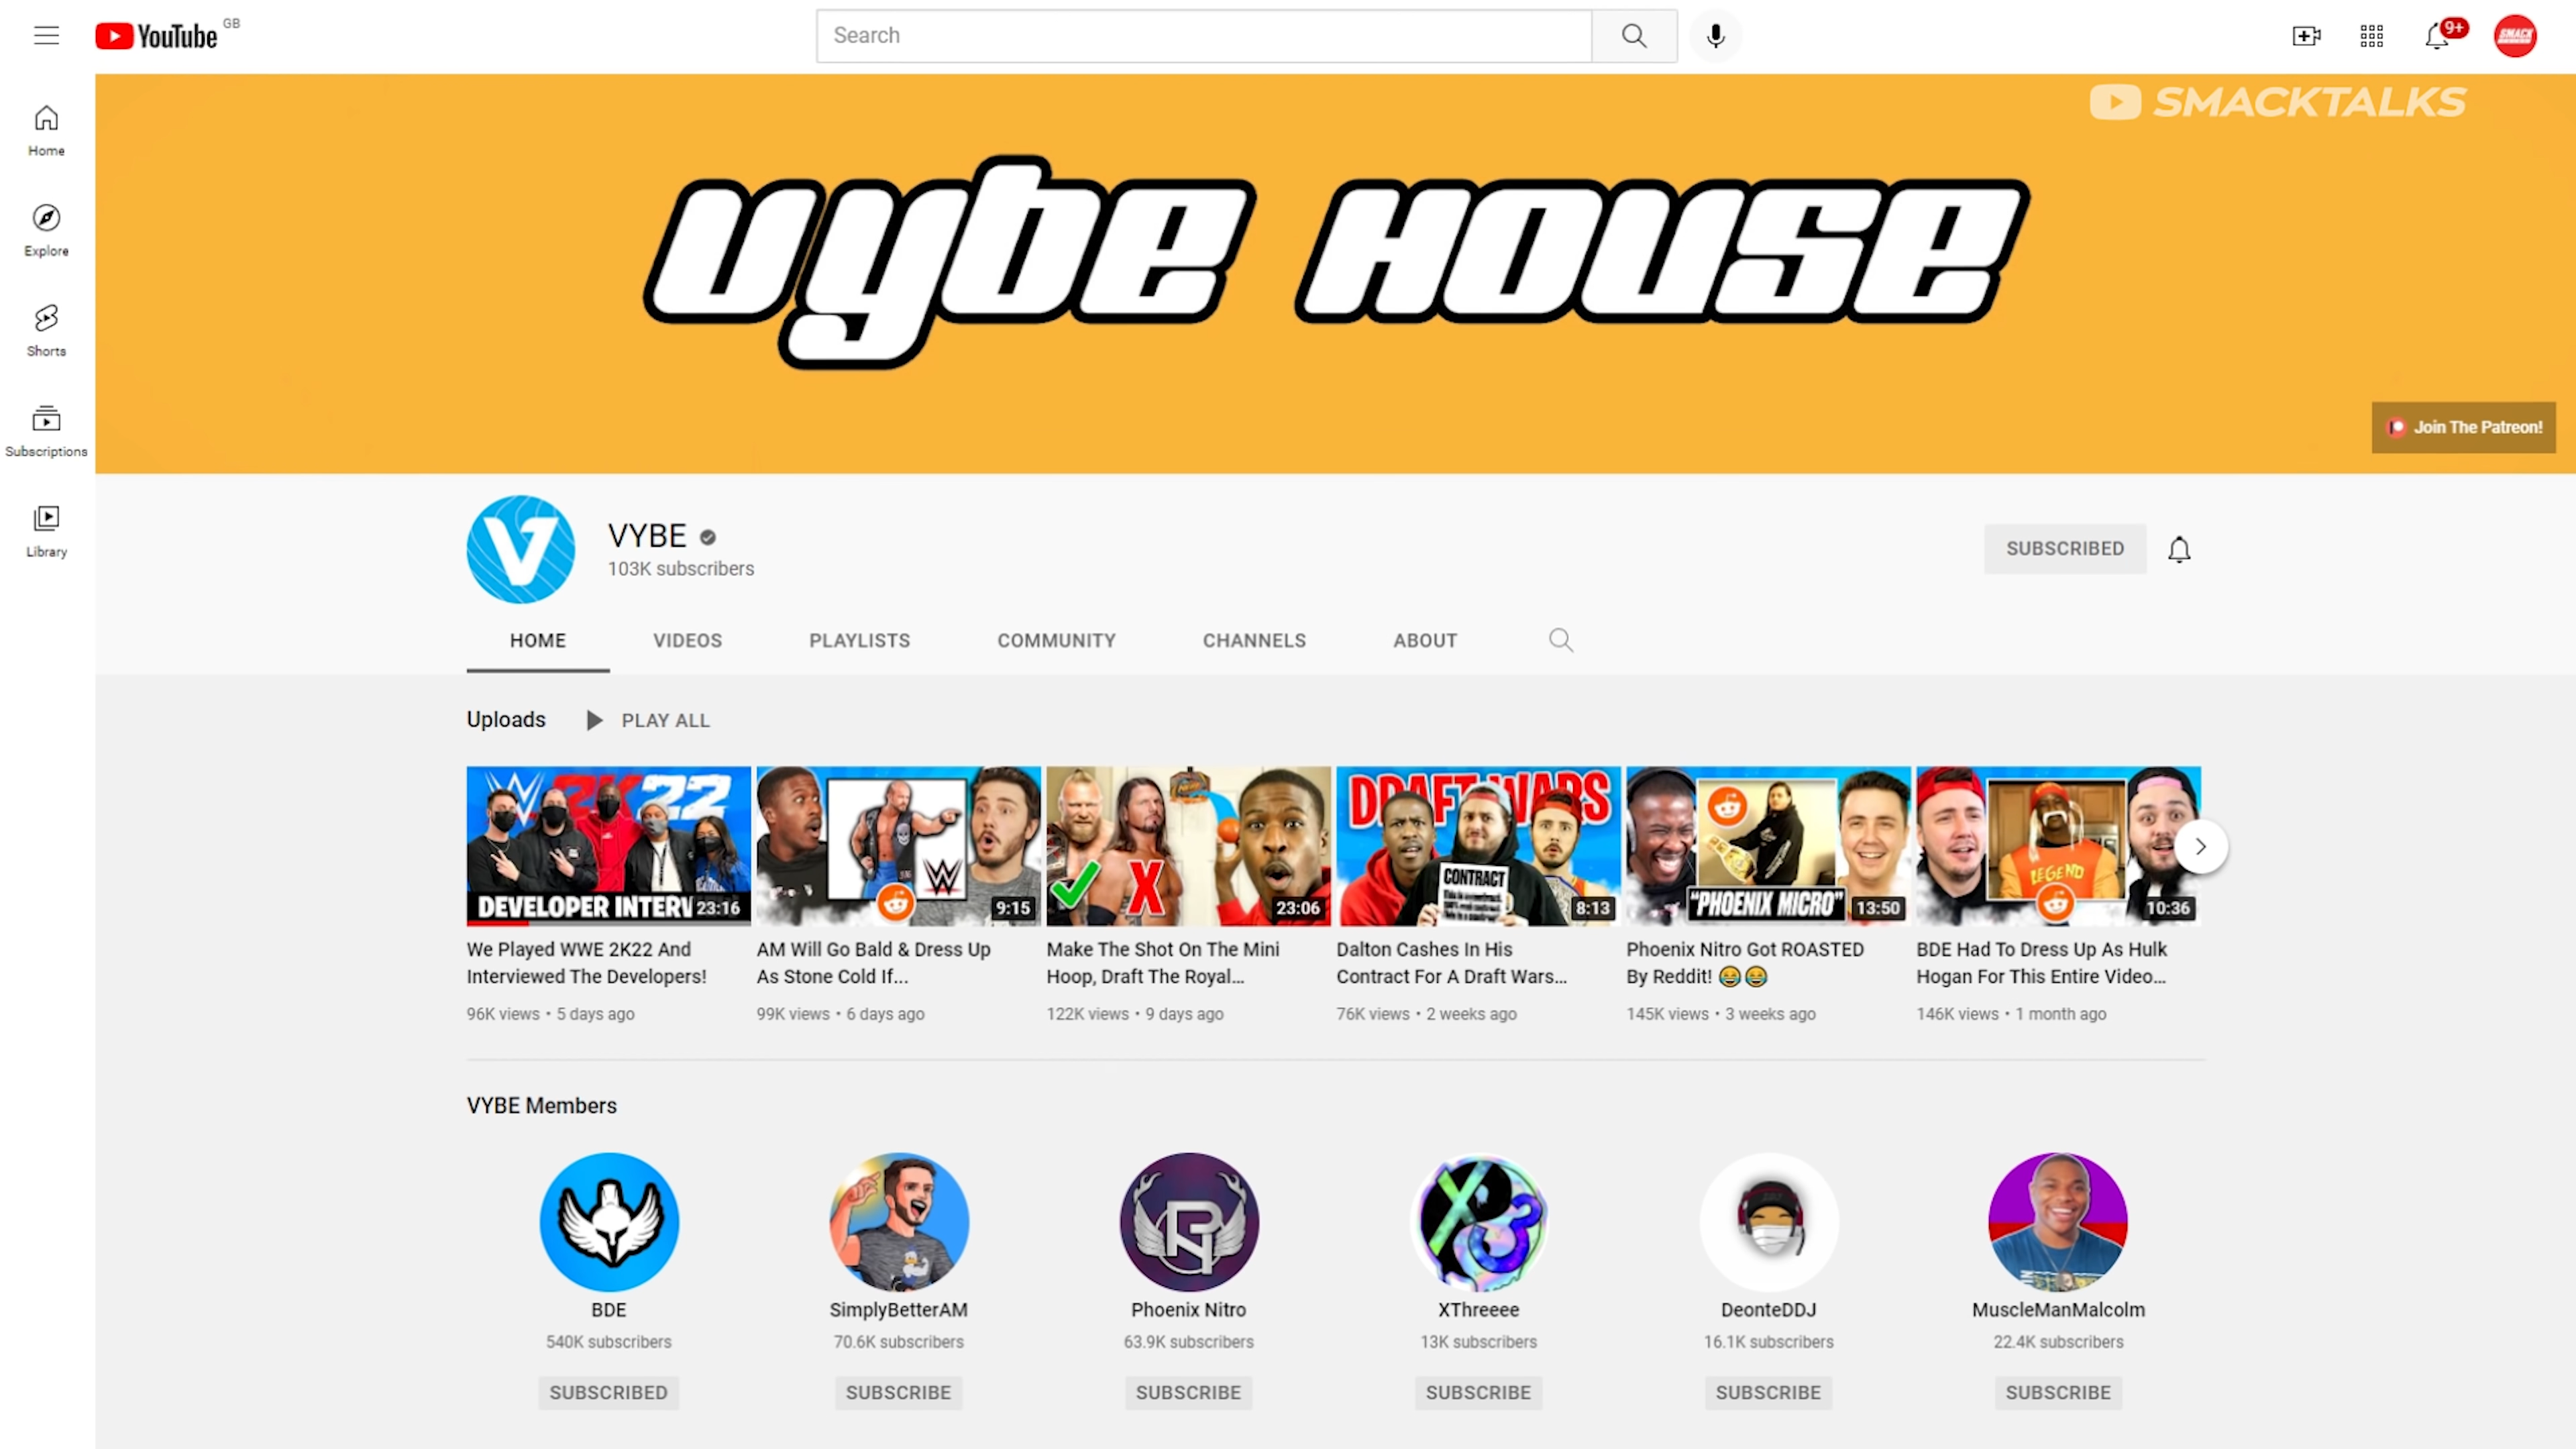 YouTube GB
Search
9+
SMACK
Home
Explore
Shorts
Subscriptions
Library
SMACKTALKS
VYBE HOUSE
Join The Patreon!
VYBE
103K subscribers
SUBSCRIBED
HOME VIDEOS PLAYLISTS COMMUNITY CHANNELS ABOUT
Uploads PLAY ALL
2K22
DEVELOPER INTERV 23:16
9:15
23:06
DRAFT WARS
CONTRACT
8:13
"PHOENIX MICRO" 13:50
LEGEND
10:36
We Played WWE 2K22 And
Interviewed The Developers!
96K views • 5 days ago
AM Will Go Bald & Dress Up
As Stone Cold If...
99K views • 6 days ago
Make The Shot On The Mini
Hoop, Draft The Royal...
122K views • 9 days ago
Dalton Cashes In His
Contract For A Draft Wars...
76K views • 2 weeks ago
Phoenix Nitro Got ROASTED
By Reddit! 😂😂
145K views • 3 weeks ago
BDE Had To Dress Up As Hulk
Hogan For This Entire Video...
146K views • 1 month ago
VYBE Members
BDE
540K subscribers
SUBSCRIBED
SimplyBetterAM
70.6K subscribers
SUBSCRIBE
Phoenix Nitro
63.9K subscribers
SUBSCRIBE
XThreeee
13K subscribers
SUBSCRIBE
DeonteDDJ
16.1K subscribers
SUBSCRIBE
MuscleManMalcolm
22.4K subscribers
SUBSCRIBE